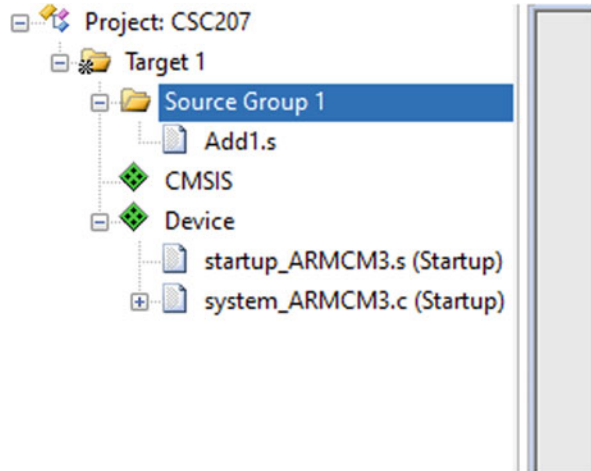 Project: CSC207
Target 1
Source Group 1
Add1.s
CMSIS
Device
startup_ARMCM3.s (Startup)
system_ARMCM3.c (Startup)